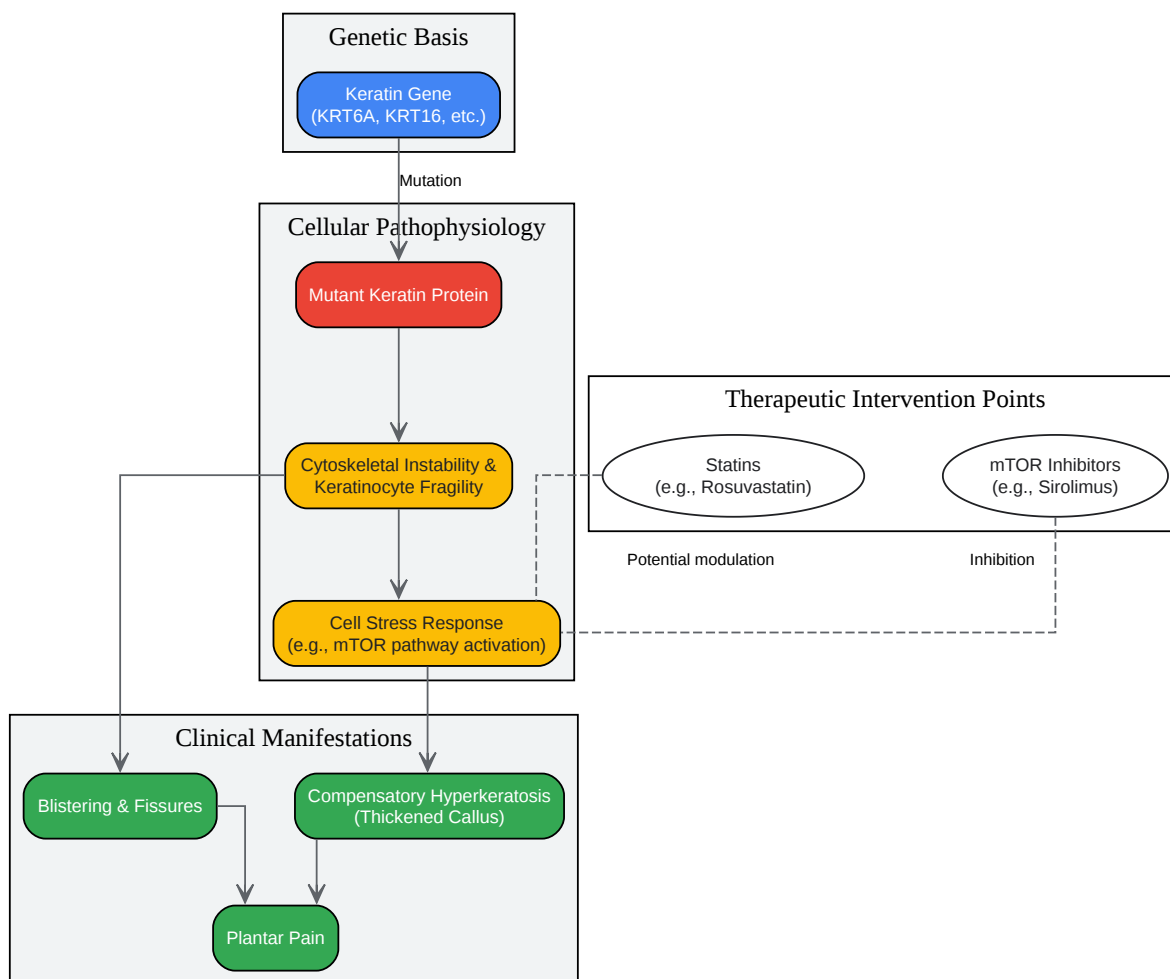 Genetic Basis
Keratin Gene
(KRT6A, KRT16, etc.)
Mutation
Cellular Pathophysiology
Mutant Keratin Protein
Cytoskeletal Instability &
Keratinocyte Fragility
Cell Stress Response
(e.g., mTOR pathway activation)
Therapeutic Intervention Points
Statins
(e.g., Rosuvastatin)
mTOR Inhibitors
(e.g., Sirolimus)
Potential modulation
Inhibition
Clinical Manifestations
Blistering & Fissures
Compensatory Hyperkeratosis
(Thickened Callus)
Plantar Pain